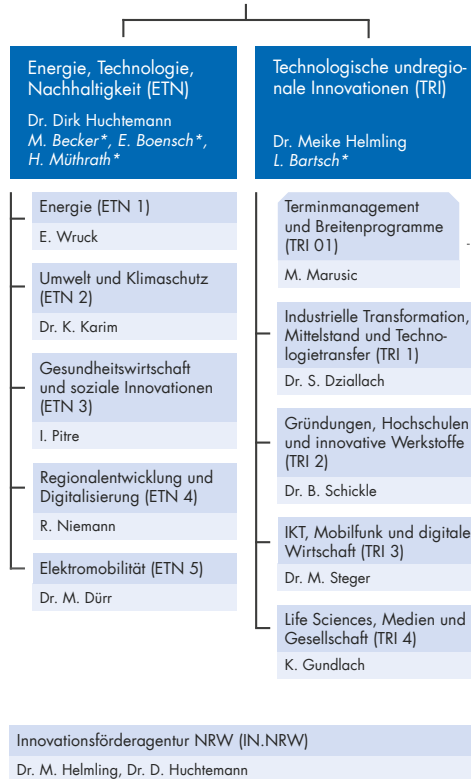 Energie, Technologie,
Nachhaltigkeit (ETN)
Dr. Dirk Huchtemann
M. Becker*, E. Boensch*,
H. Müthrath*
Energie (ETN 1)
E. Wruck
Umwelt und Klimaschutz
(ETN 2)
Dr. K. Karim
Gesundheitswirtschaft
und soziale Innovationen
(ETN 3)
I. Pitre
Regionalentwicklung und
Digitalisierung (ETN 4)
R. Niemann
Elektromobilität (ETN 5)
Dr. M. Dürr
Technologische undregio-
nale Innovationen (TRI)
Dr. Meike Helmling
L. Bartsch*
Terminmanagement
und Breitenprogramme
(TRI 01)
M. Marusic
Industrielle Transformation,
Mittelstand und Techno-
logietransfer (TRI 1)
Dr. S. Dziallach
Gründungen, Hochschulen
und innovative Werkstoffe
(TRI 2)
Dr. B. Schickle
IKT, Mobilfunk und digitale
Wirtschaft (TRI 3)
Dr. M. Steger
Life Sciences, Medien und
Gesellschaft (TRI 4)
K. Gundlach
Innovationsförderagentur NRW (IN.NRW)
Dr. M. Helmling, Dr. D. Huchtemann